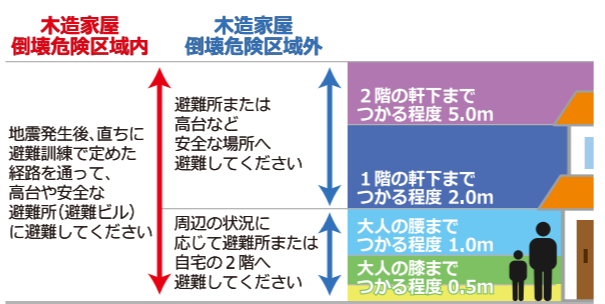 木造家屋
倒壊危険区域内
木造家屋
倒壊危険区域外
地震発生後、直ちに
避難訓練で定めた
経路を通って、
高台や安全な
避難所（避難ビル）
に避難してください
避難所または
高台など
安全な場所へ
避難してください
周辺の状況に
応じて避難所または
自宅の２階へ
避難してください
２階の軒下まで
つかる程度 5.0m
１階の軒下まで
つかる程度 2.0m
大人の腰まで
つかる程度 1.0m
大人の膝まで
つかる程度 0.5m